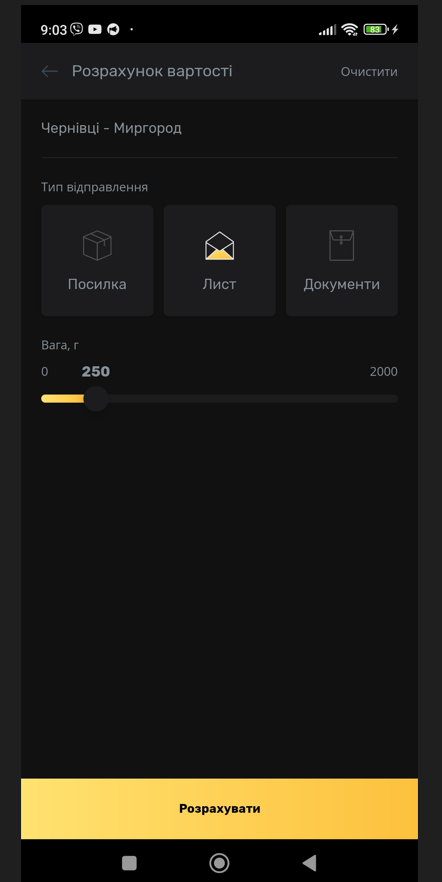 9:03 83
Розрахунок вартості Очистити
Чернівці - Миргород
Тип відправлення
Посилка Лист Документи
Вага, г
0 250 2000
Розрахувати